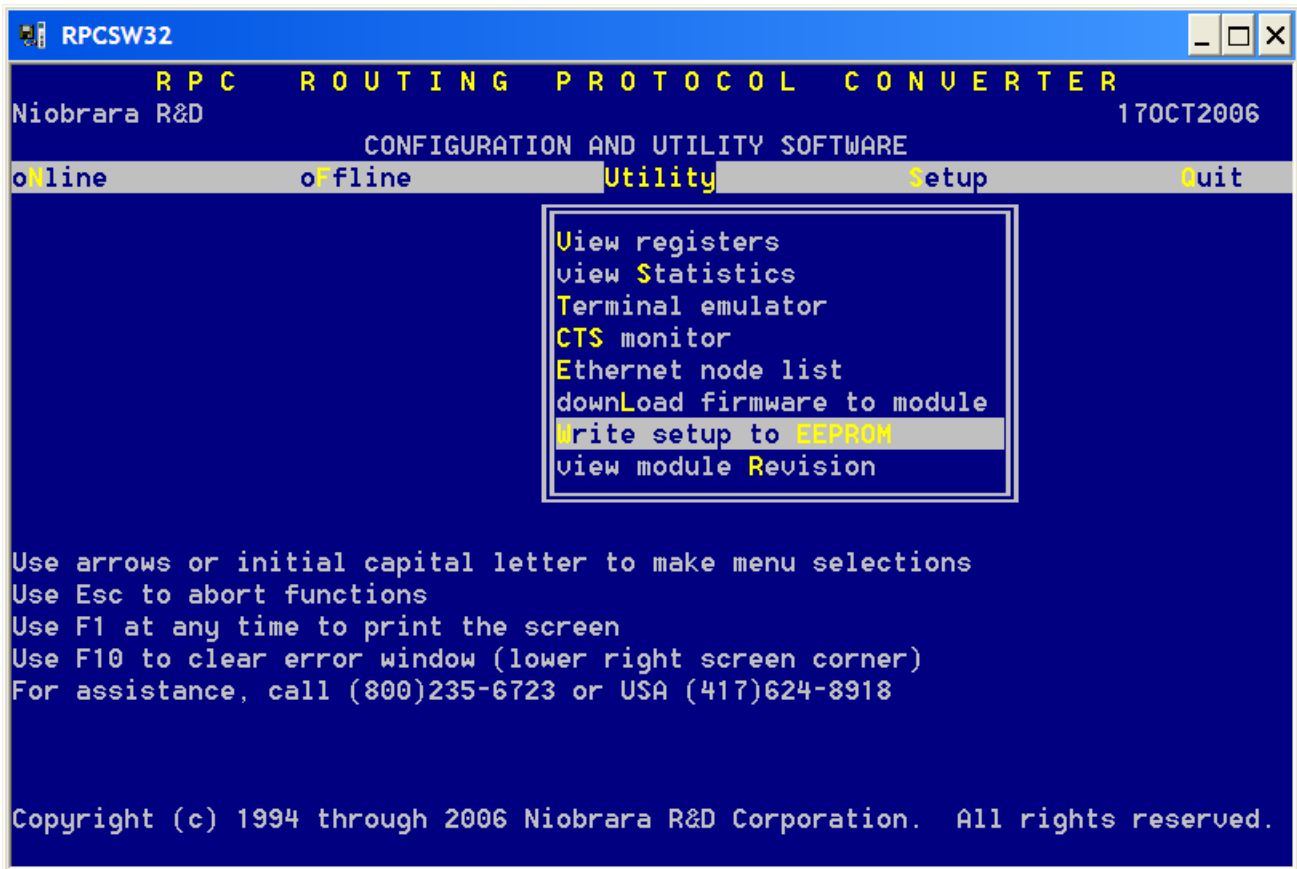 RPCSW32
R P C   R O U T I N G   P R O T O C O L   C O N V E R T E R
Niobrara R&D 17OCT2006
CONFIGURATION AND UTILITY SOFTWARE
oNline oFfline Utility Setup Quit
View registers
view Statistics
Terminal emulator
CTS monitor
Ethernet node list
downLoad firmware to module
Write setup to EEPROM
view module Revision
Use arrows or initial capital letter to make menu selections
Use Esc to abort functions
Use F1 at any time to print the screen
Use F10 to clear error window (lower right screen corner)
For assistance, call (800)235-6723 or USA (417)624-8918
Copyright (c) 1994 through 2006 Niobrara R&D Corporation.  All rights reserved.